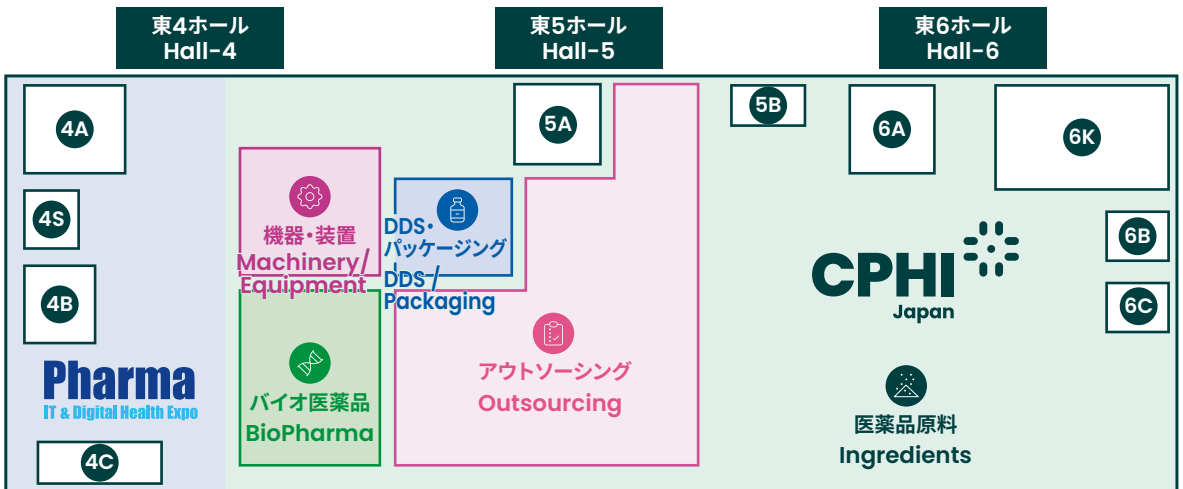 東4ホール
Hall-4
東5ホール
Hall-5
東6ホール
Hall-6
4A
4S
4B
Pharma
IT & Digital Health Expo
4C
機器・装置
Machinery/
Equipment
バイオ医薬品
BioPharma
DDS・
パッケージング
DDS /
Packaging
5A
アウトソーシング
Outsourcing
5B
6A
6K
6B
6C
CPHI
Japan
医薬品原料
Ingredients